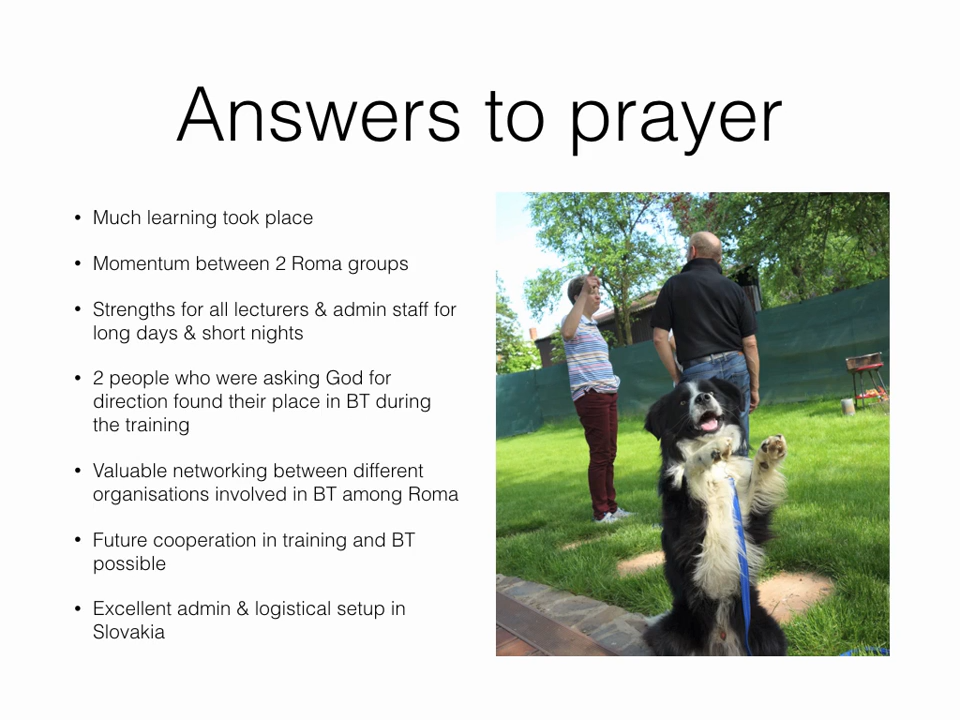 Answers to prayer
• Much learning took place
• Momentum between 2 Roma groups
• Strengths for all lecturers & admin staff for
long days & short nights
• 2 people who were asking God for
direction found their place in BT during
the training
• Valuable networking between different
organisations involved in BT among Roma
• Future cooperation in training and BT
possible
• Excellent admin & logistical setup in
Slovakia